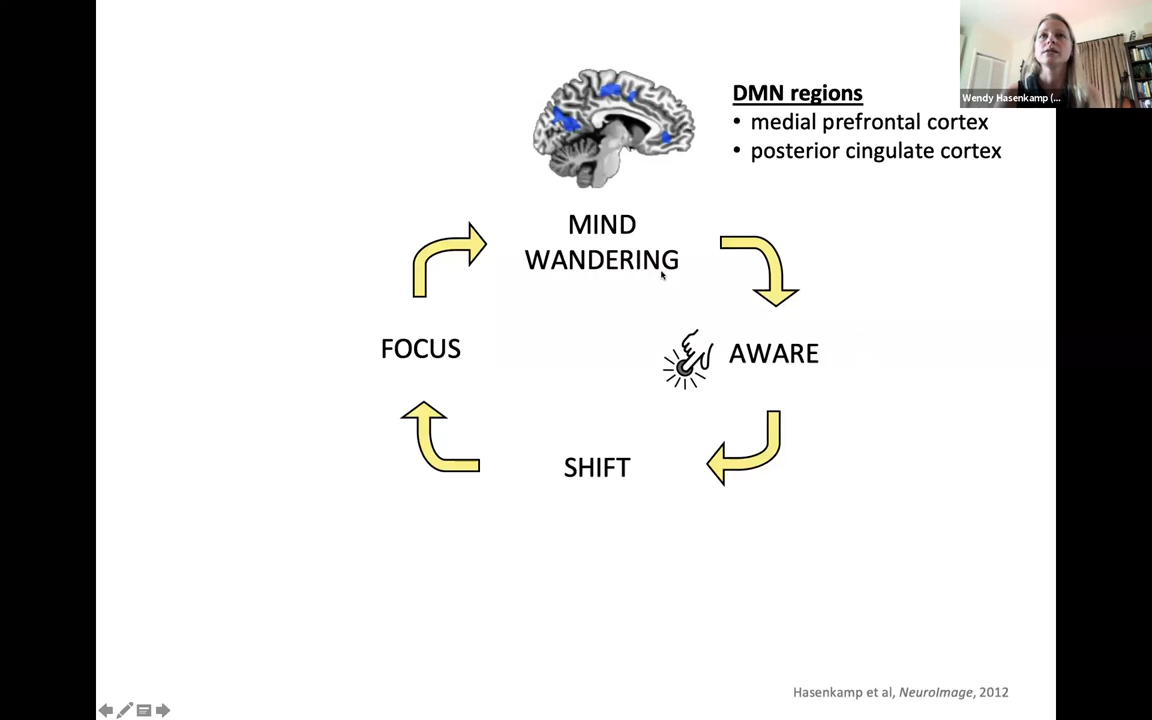 Wendy Hasenkamp (...
DMN regions
• medial prefrontal cortex
• posterior cingulate cortex
MIND
WANDERING
FOCUS
AWARE
SHIFT
Hasenkamp et al, NeuroImage, 2012